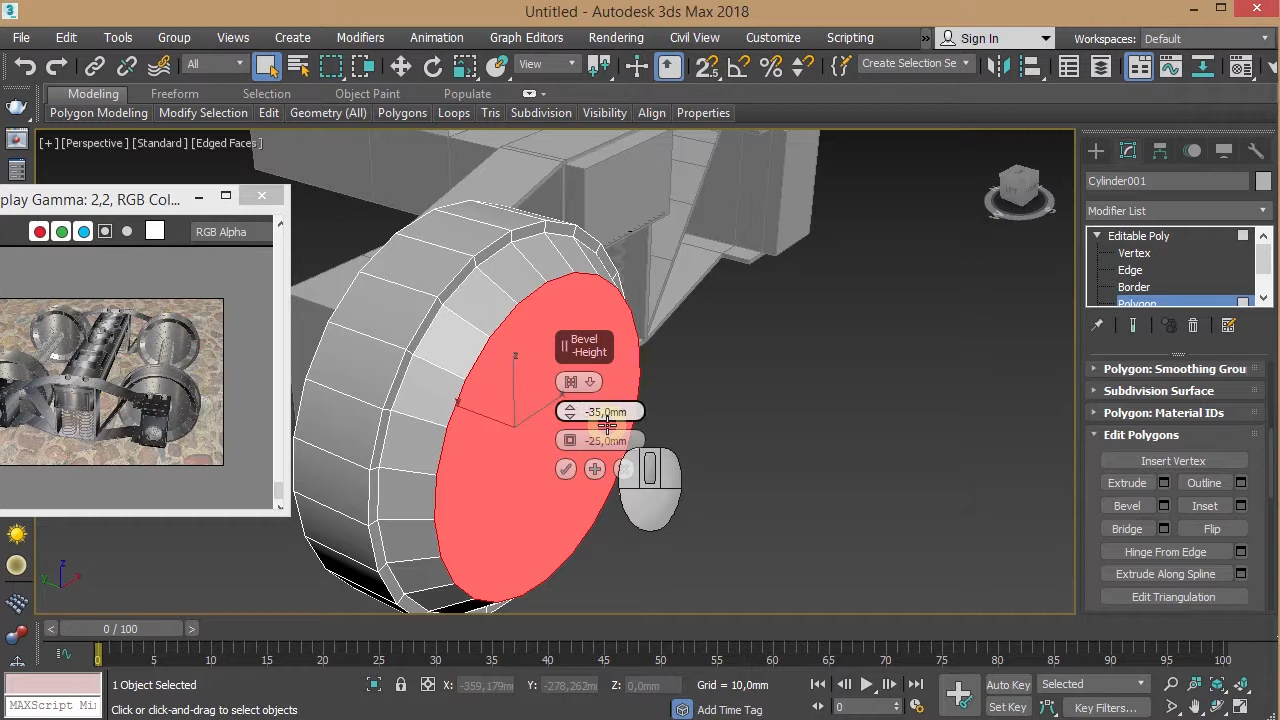 Untitled - Autodesk 3ds Max 2018
File Edit Tools Group Views Create Modifiers Animation Graph Editors Rendering Civil View Customize Scripting » Sign In Workspaces: Default
All View Create Selection Se
Modeling Freeform Selection Object Paint Populate
Polygon Modeling Modify Selection Edit Geometry (All) Polygons Loops Tris Subdivision Visibility Align Properties
[+] [Perspective] [Standard] [Edged Faces]
play Gamma: 2,2, RGB Col...
RGB Alpha
Cylinder001
Modifier List
Editable Poly
Vertex
Edge
Border
Polygon
Bevel
-Height
-35,0mm
-25,0mm
Polygon: Smoothing Grou
Subdivision Surface
Polygon: Material IDs
Edit Polygons
Insert Vertex
Extrude Outline
Bevel Inset
Bridge Flip
Hinge From Edge
Extrude Along Spline
Edit Triangulation
z
z
x
y
< 0 / 100 >
0 5 10 15 20 25 30 35 40 45 50 55 60 65 70 75 80 85 90 95 100
1 Object Selected X: -359,179m Y: -278,262m Z: 0,0mm Grid = 10,0mm Auto Key Selected
MAXScript Mi Click or click-and-drag to select objects Add Time Tag 0 Set Key Key Filters...